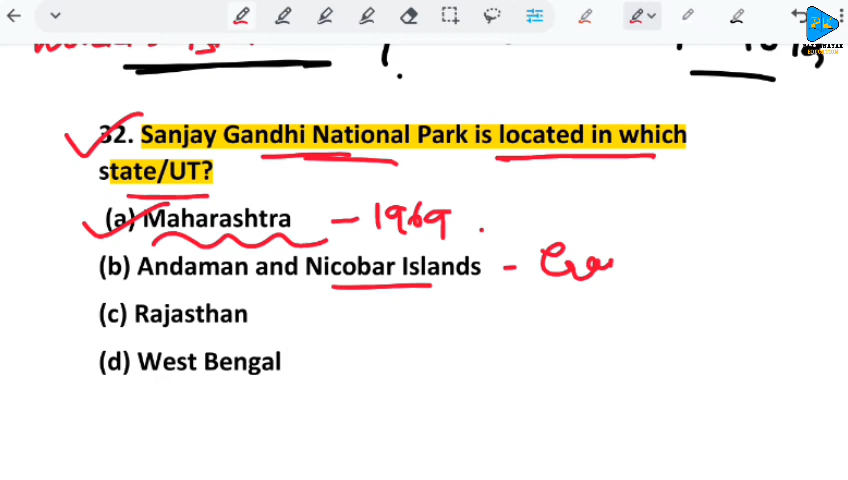 32. Sanjay Gandhi National Park is located in which
state/UT?
(a) Maharashtra - 1969
(b) Andaman and Nicobar Islands -
(c) Rajasthan
(d) West Bengal